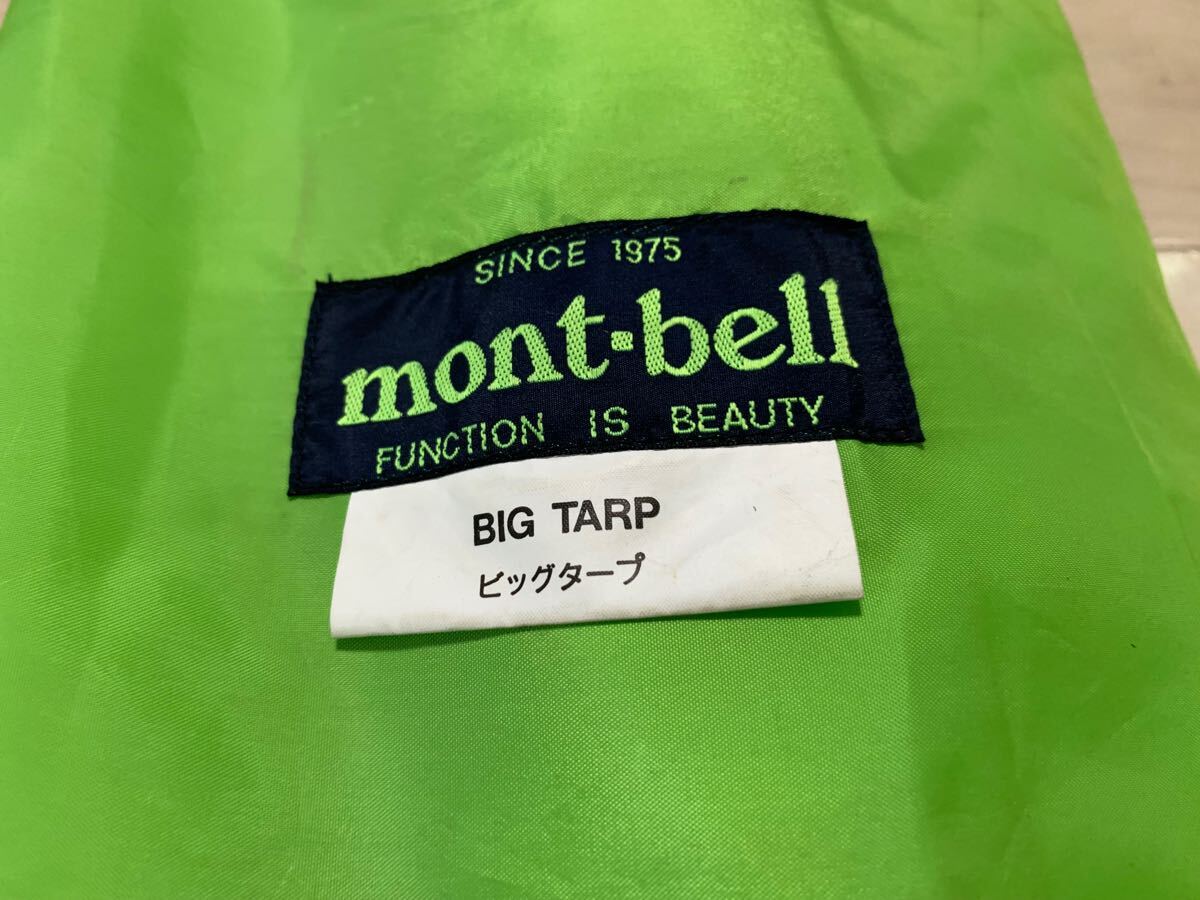 SINCE 1975
mont-bell
FUNCTION IS BEAUTY
BIG TARP
ビッグタープ